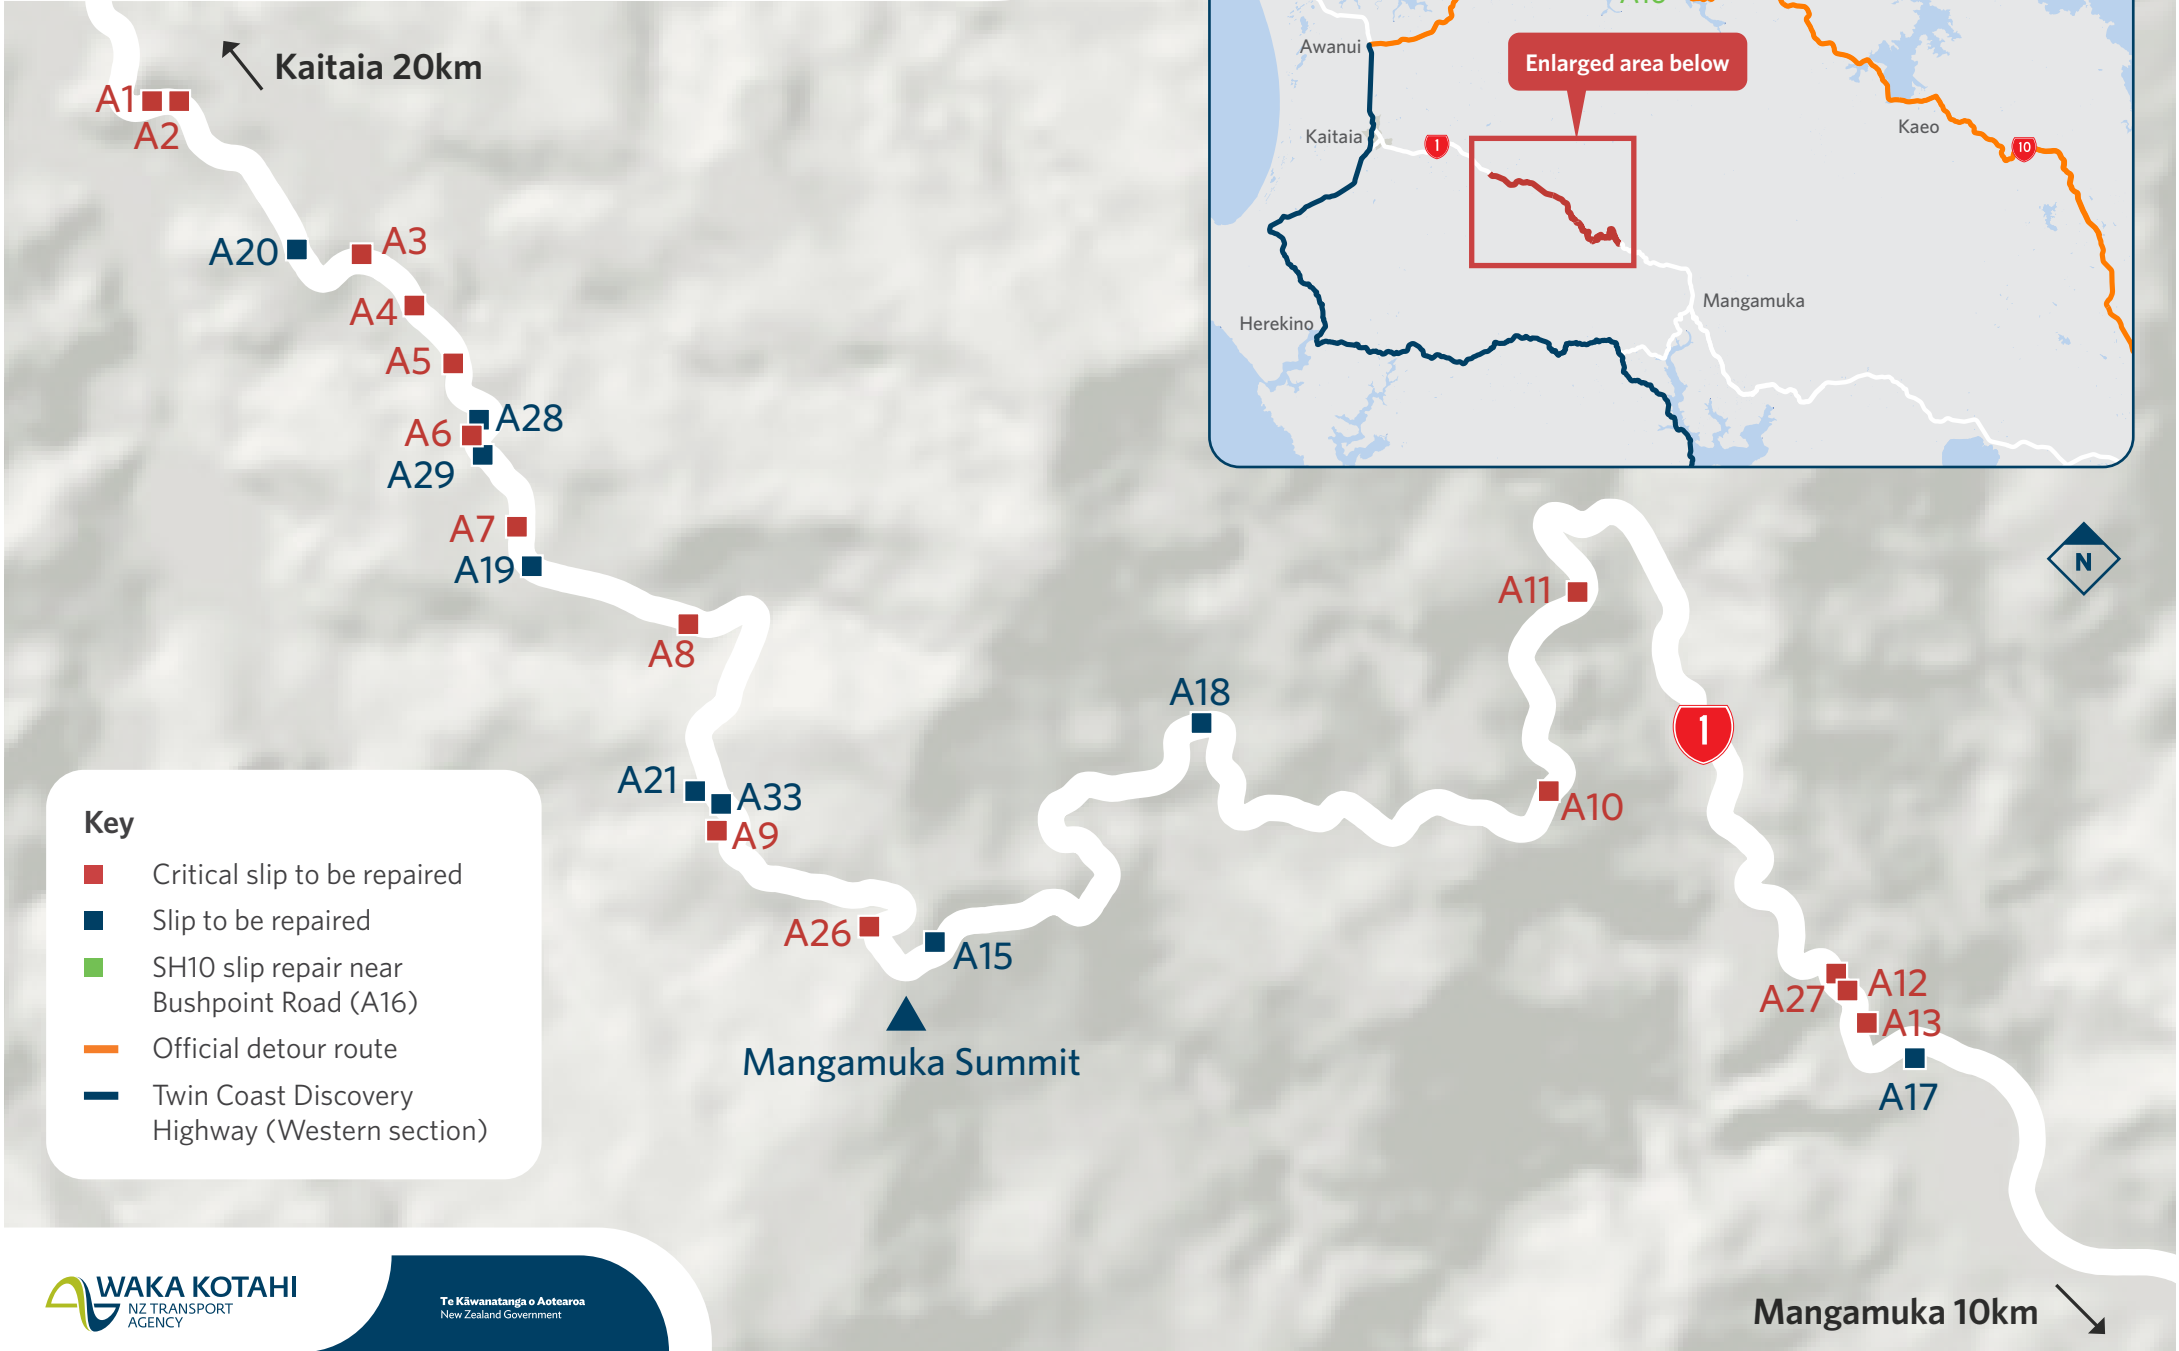 Kaitaia 20km
A1
A2
A20
A3
A4
A5
A28
A6
A29
A7
A19
A8
A21
A33
A9
A26
A15
Mangamuka Summit
A18
A11
A10
1
A12
A27
A13
A17
Mangamuka 10km
N
Awanui
Enlarged area below
Kaitaia
1
Kaeo
10
Mangamuka
Herekino
Key
Critical slip to be repaired
Slip to be repaired
SH10 slip repair near
Bushpoint Road (A16)
Official detour route
Twin Coast Discovery
Highway (Western section)
WAKA KOTAHI
NZ TRANSPORT
AGENCY
Te Kāwanatanga o Aotearoa
New Zealand Government